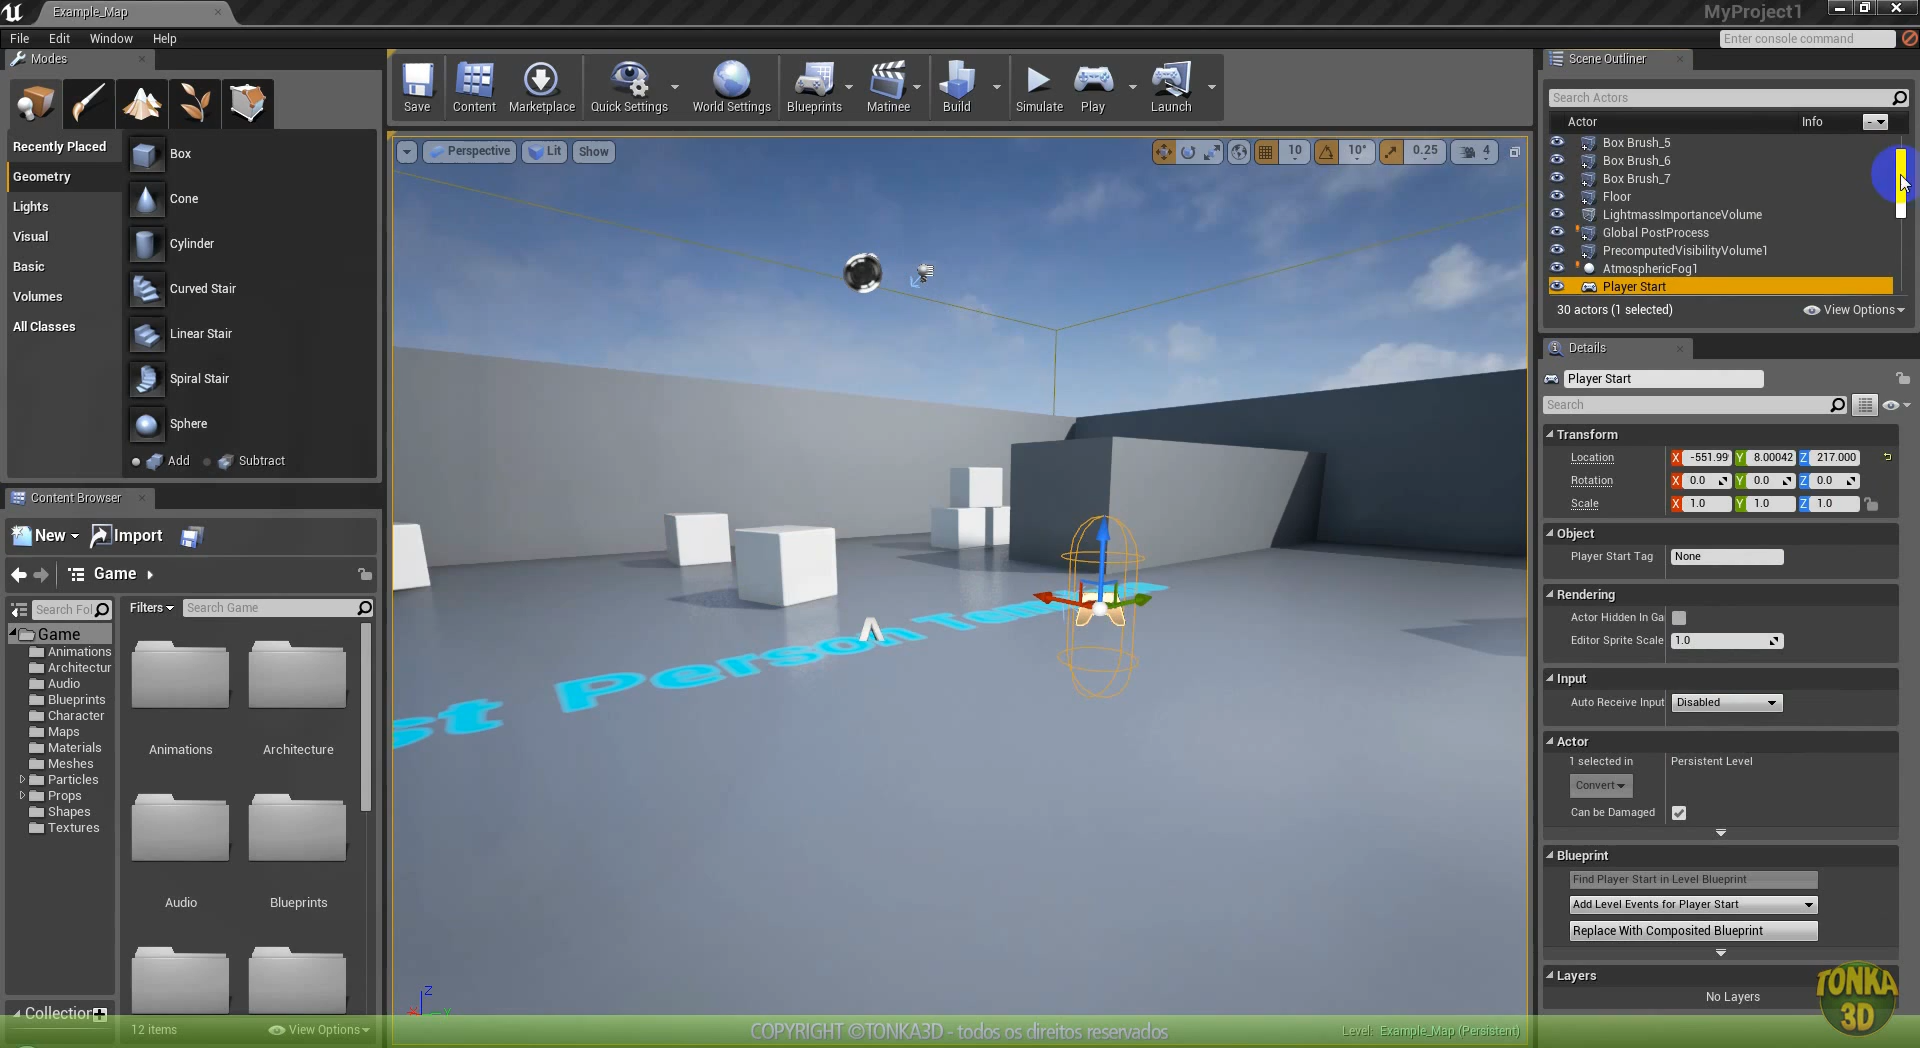 Example_Map
MyProject1
File Edit Window Help
Enter console command
Modes
Save Content Marketplace Quick Settings World Settings Blueprints Matinee Build Simulate Play Launch
Scene Outliner
Search Actors
Actor Info
Box Brush_5
Box Brush_6
Box Brush_7
Floor
LightmassImportanceVolume
Global PostProcess
PrecomputedVisibilityVolume1
AtmosphericFog1
Player Start
30 actors (1 selected) View Options
Recently Placed
Geometry
Lights
Visual
Basic
Volumes
All Classes
Box
Cone
Cylinder
Curved Stair
Linear Stair
Spiral Stair
Sphere
Add Subtract
Perspective Lit Show
10 10° 0.25 4
st Person
Z
Y
Content Browser
New Import
Game
Search Fol
Filters Search Game
Game
Animations
Architectur
Audio
Blueprints
Character
Maps
Materials
Meshes
Particles
Props
Shapes
Textures
Animations Architecture
Audio Blueprints
Collection
12 items View Options
Details
Player Start
Search
Transform
Location X -551.99 Y 8.00042 Z 217.000
Rotation X 0.0 Y 0.0 Z 0.0
Scale X 1.0 Y 1.0 Z 1.0
Object
Player Start Tag None
Rendering
Actor Hidden In Ga
Editor Sprite Scale 1.0
Input
Auto Receive Input Disabled
Actor
1 selected in Persistent Level
Convert
Can be Damaged
Blueprint
Find Player Start in Level Blueprint
Add Level Events for Player Start
Replace With Composited Blueprint
Layers
No Layers
TONKA
3D
COPYRIGHT ©TONKA3D - todos os direitos reservados
Level: Example_Map (Persistent)